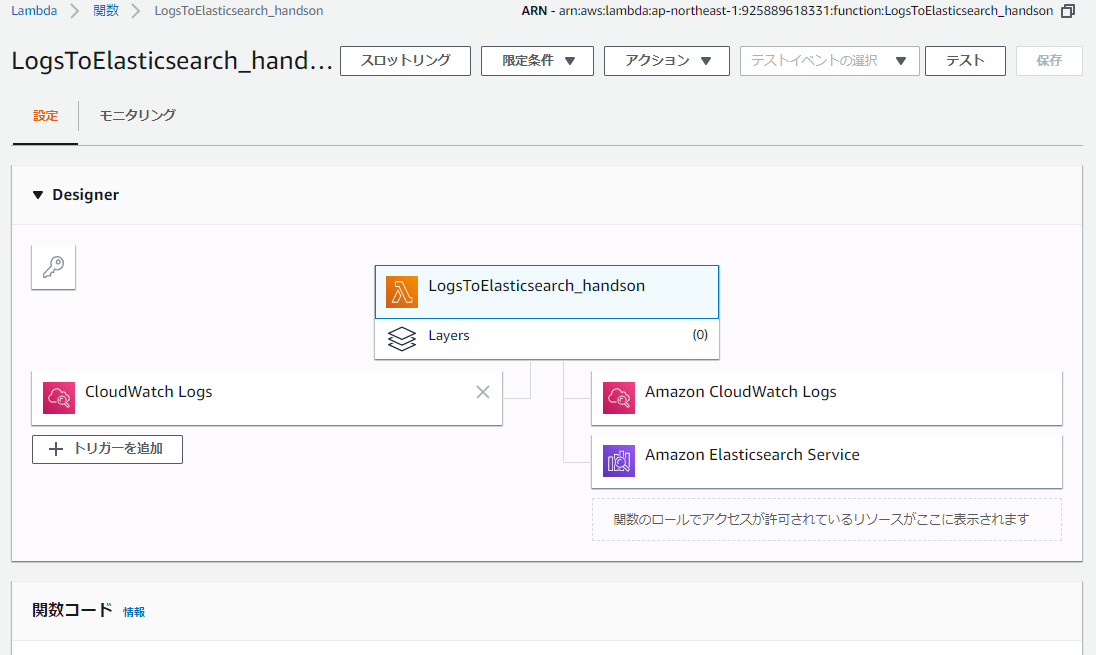 Lambda 関数 LogsToElasticsearch_handson ARN - arn:aws:lambda:ap-northeast-1:925889618331:function:LogsToElasticsearch_handson
LogsToElasticsearch_hand... スロットリング 限定条件 アクション テストイベントの選択 テスト 保存
設定 モニタリング
Designer
LogsToElasticsearch_handson
Layers (0)
CloudWatch Logs
トリガーを追加
Amazon CloudWatch Logs
Amazon Elasticsearch Service
関数のロールでアクセスが許可されているリソースがここに表示されます
関数コード 情報